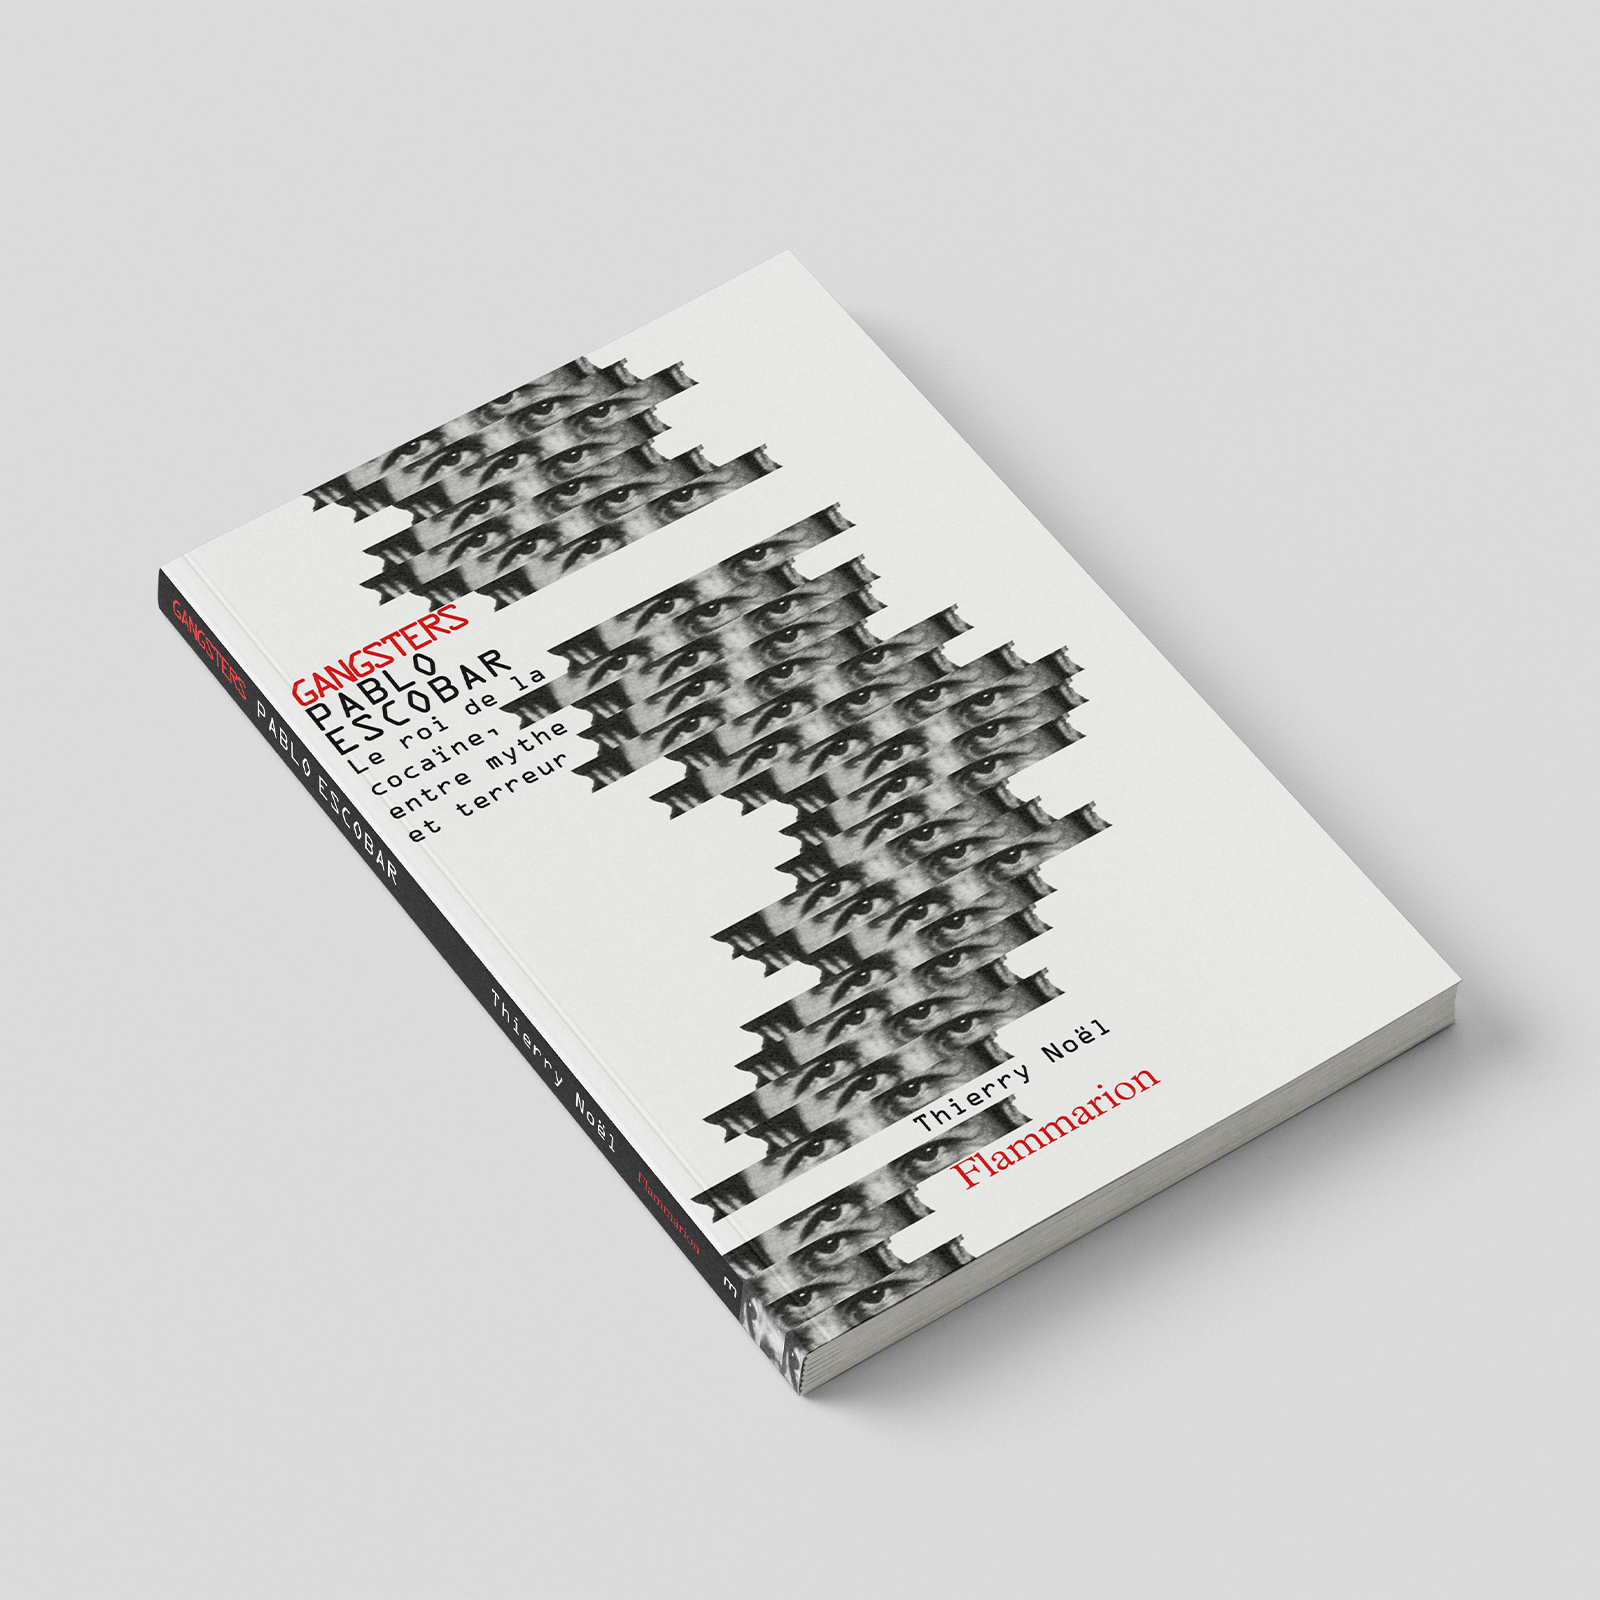 GANGSTERS
PABLO
ESCOBAR
Le roi de la
cocaïne,
entre mythe
et terreur
Thierry Noël
Flammarion
GANGSTERS PABLO ESCOBAR Thierry Noël Flammarion 3